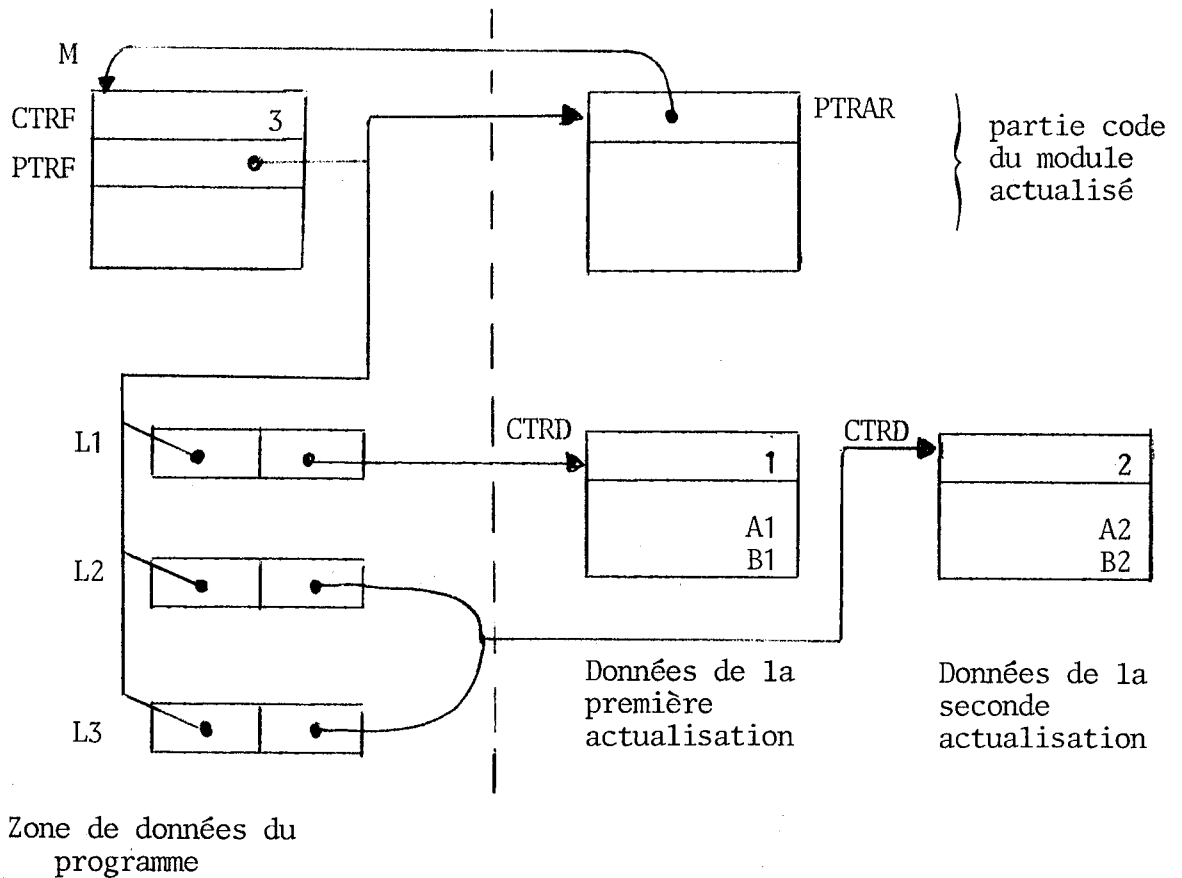 M
CTRF 3
PTRF
PTRAR
partie code
du module
actualisé
L1
CTRD
1
A1
B1
CTRD
2
A2
B2
L2
L3
Données de la
première
actualisation
Données de la
seconde
actualisation
Zone de données du
programme